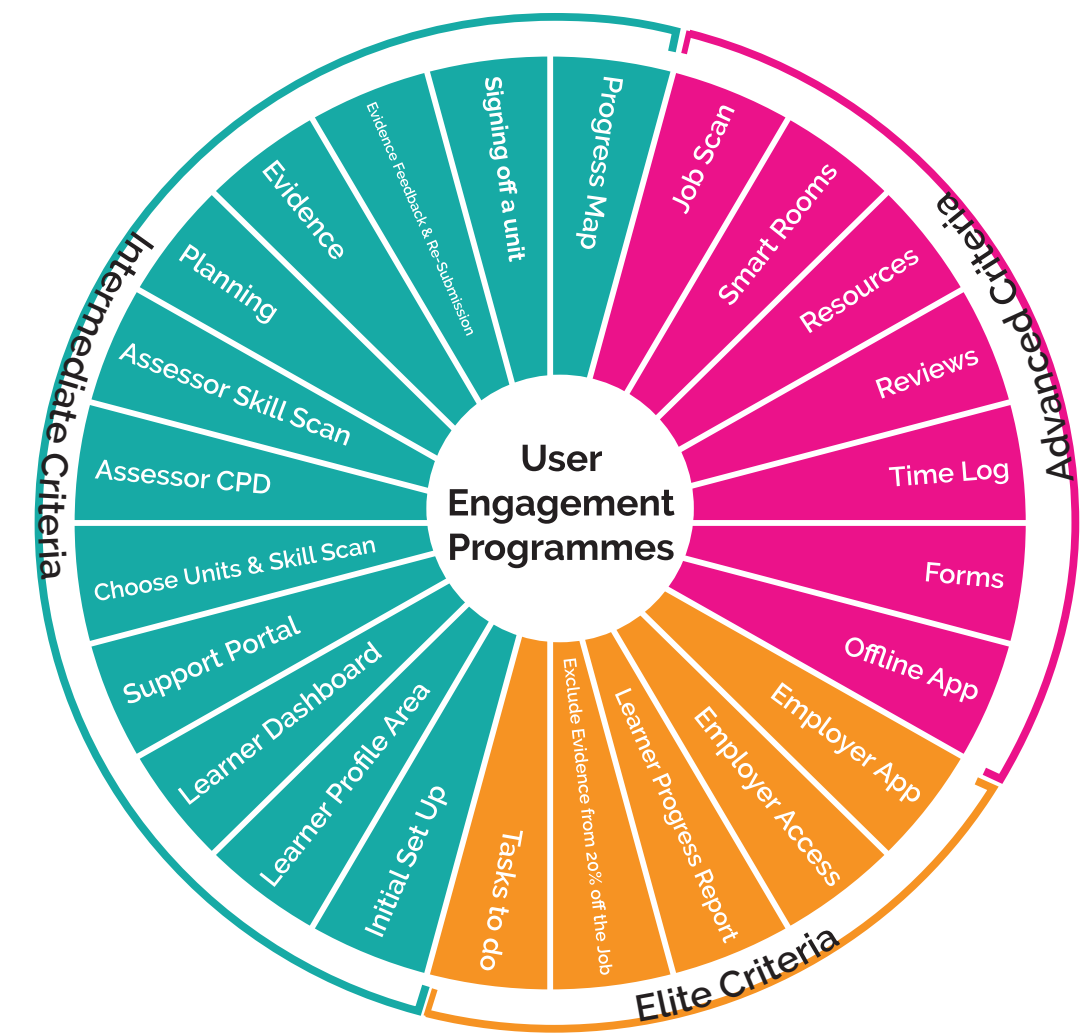 User
Engagement
Programmes
Intermediate Criteria
Initial Set Up
Learner Profile Area
Learner Dashboard
Support Portal
Choose Units & Skill Scan
Assessor CPD
Assessor Skill Scan
Planning
Evidence
Evidence Feedback & Re-Submission
Signing off a unit
Progress Map
Advanced Criteria
Job Scan
Smart Rooms
Resources
Reviews
Time Log
Forms
Offline App
Elite Criteria
Employer App
Employer Access
Learner Progress Report
Exclude Evidence from 20% off the Job
Tasks to do